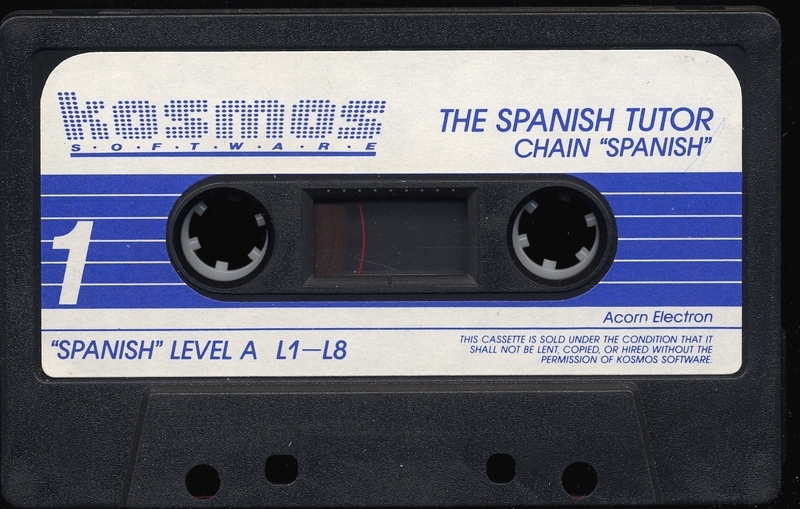 kosmos
S·O·F·T·W·A·R·E
THE SPANISH TUTOR
CHAIN “SPANISH”
1
Acorn Electron
“SPANISH” LEVEL A L1—L8
THIS CASSETTE IS SOLD UNDER THE CONDITION THAT IT
SHALL NOT BE LENT, COPIED, OR HIRED WITHOUT THE
PERMISSION OF KOSMOS SOFTWARE.